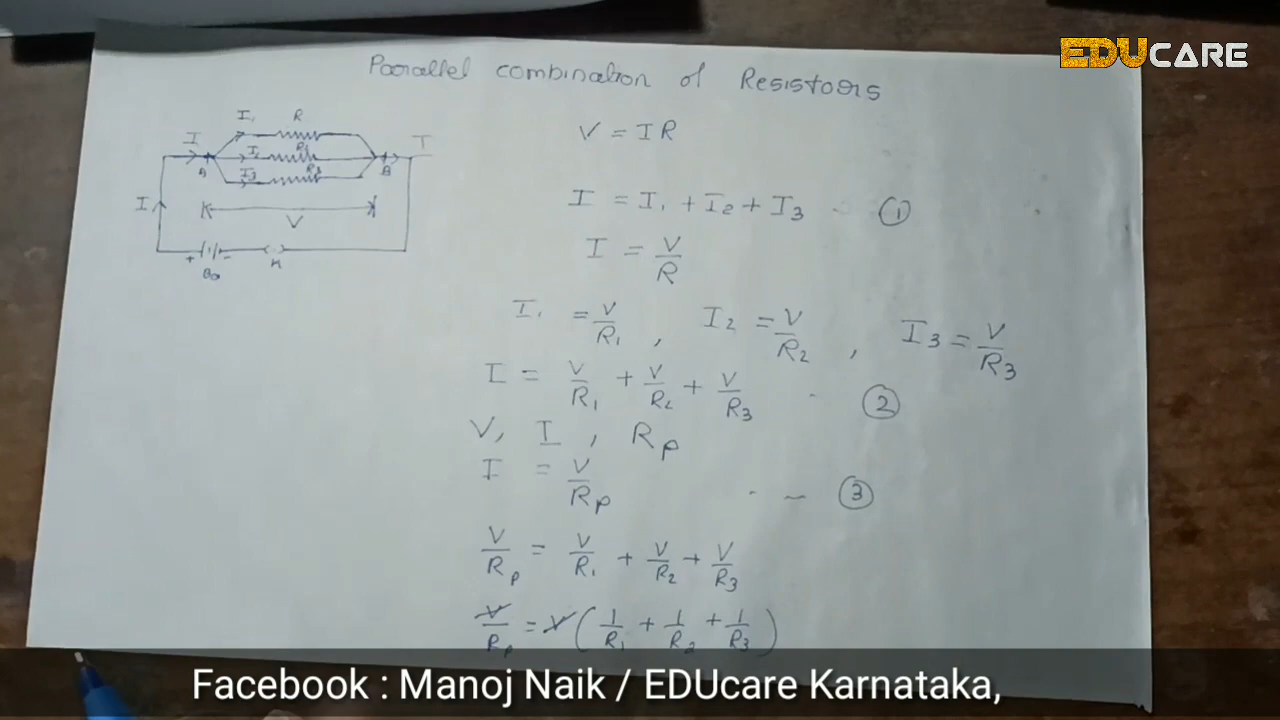 EDUCARE
Parallel combination of Resistors
V = IR
I = I1 + I2 + I3 - ①
I = V/R
I1 = V/R1 , I2 = V/R2 , I3 = V/R3
I = V/R1 + V/R2 + V/R3 - ②
V, I, Rp
I = V/Rp - - ③
V/Rp = V/R1 + V/R2 + V/R3
V/Rp = V(1/R1 + 1/R2 + 1/R3)
I1 R
I I2 R2 I
A I3 R3 B
I V
+ - K
Facebook : Manoj Naik / EDUcare Karnataka,